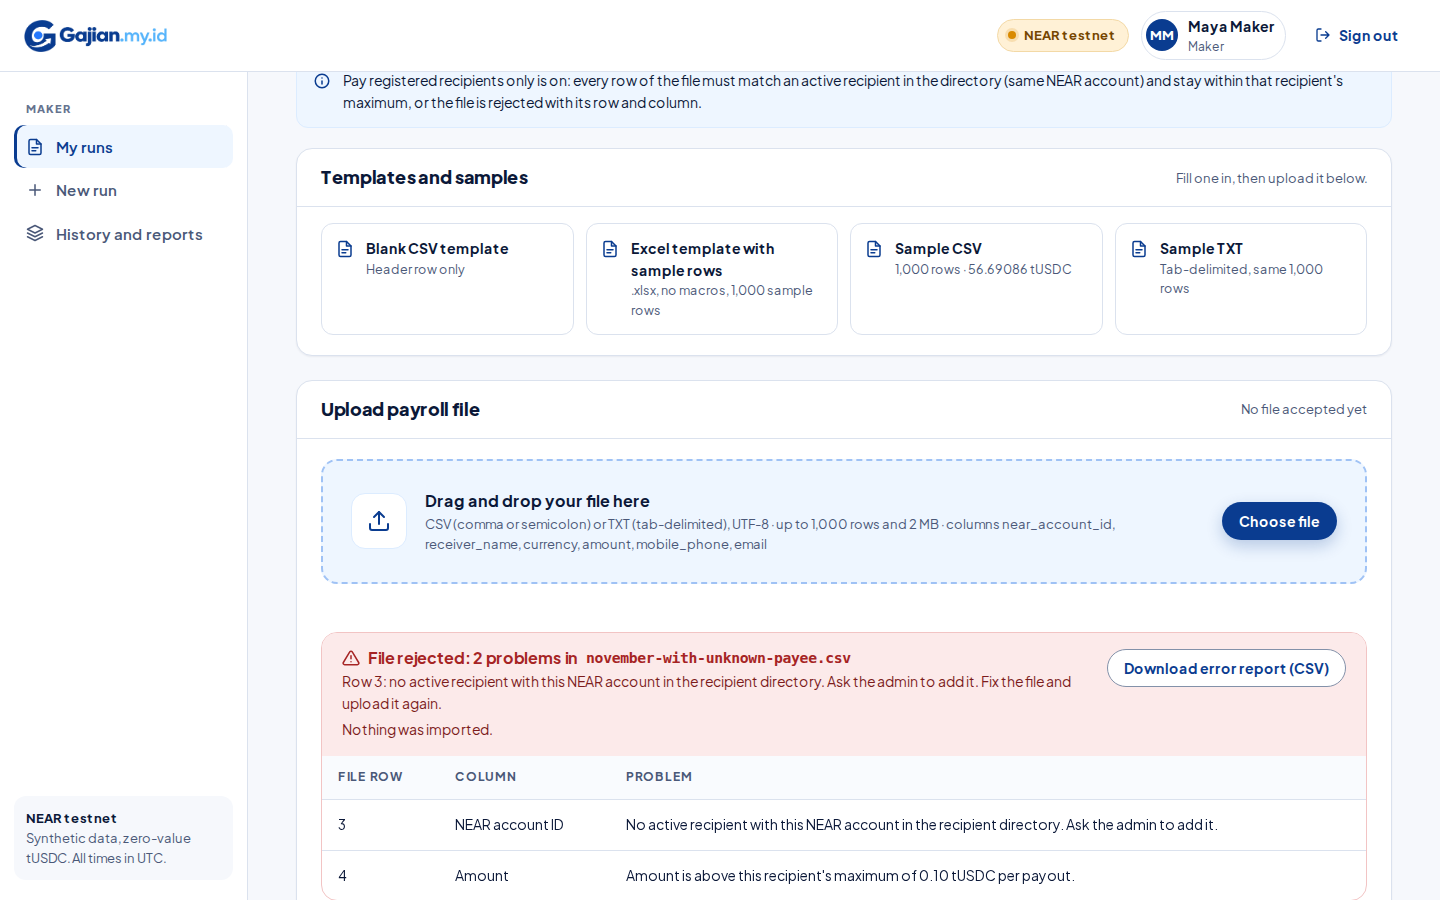 Gajian.my.id
NEAR testnet
MM
Maya Maker
Maker
Sign out
MAKER
My runs
New run
History and reports
NEAR testnet
Synthetic data, zero-value
tUSDC. All times in UTC.
Pay registered recipients only is on: every row of the file must match an active recipient in the directory (same NEAR account) and stay within that recipient's
maximum, or the file is rejected with its row and column.
Templates and samples
Fill one in, then upload it below.
Blank CSV template
Header row only
Excel template with
sample rows
.xlsx, no macros, 1,000 sample
rows
Sample CSV
1,000 rows · 56.69086 tUSDC
Sample TXT
Tab-delimited, same 1,000
rows
Upload payroll file
No file accepted yet
Drag and drop your file here
CSV (comma or semicolon) or TXT (tab-delimited), UTF-8 · up to 1,000 rows and 2 MB · columns near_account_id,
receiver_name, currency, amount, mobile_phone, email
Choose file
File rejected: 2 problems in november-with-unknown-payee.csv
Row 3: no active recipient with this NEAR account in the recipient directory. Ask the admin to add it. Fix the file and
upload it again.
Nothing was imported.
Download error report (CSV)
FILE ROW COLUMN PROBLEM
3 NEAR account ID No active recipient with this NEAR account in the recipient directory. Ask the admin to add it.
4 Amount Amount is above this recipient's maximum of 0.10 tUSDC per payout.